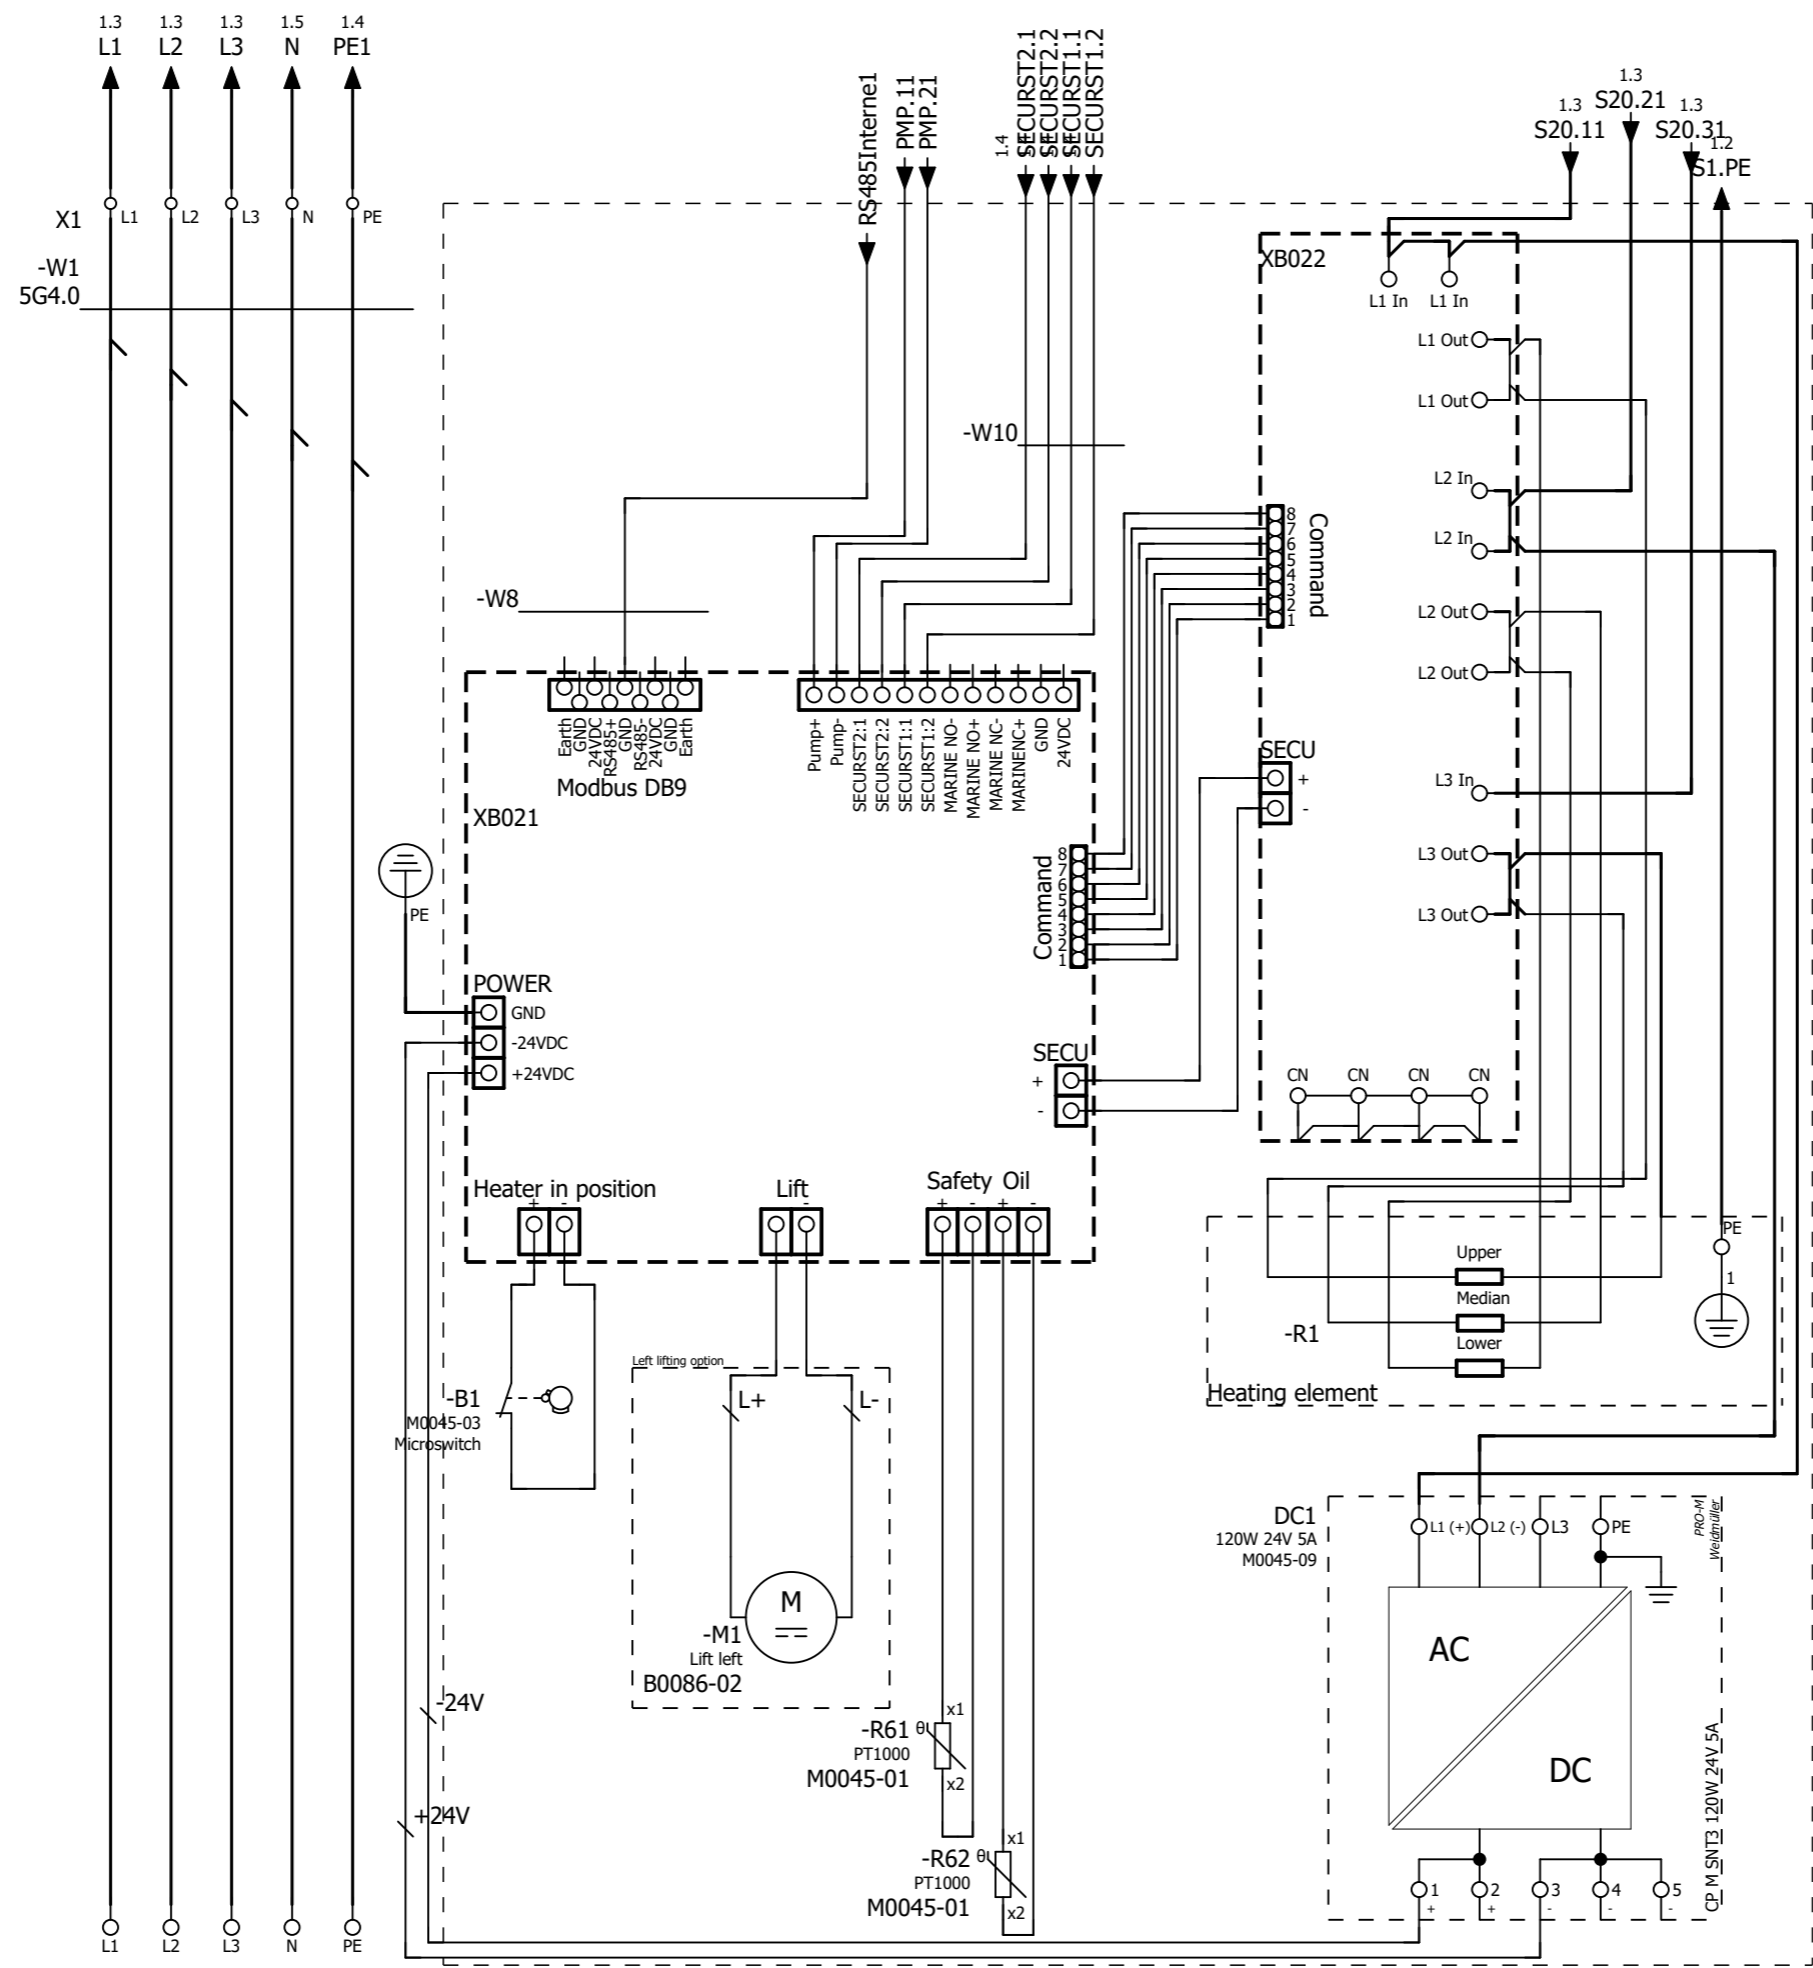 1.3 1.3 1.3 1.5 1.4
L1 L2 L3 N PE1
RS485Interne1
PMP.11
PMP.21
1.4
SECURST2.1
SECURST2.2
SECURST1.1
SECURST1.2
1.3
S20.11
1.3
S20.21
1.3
S20.31
1.2
S1.PE
X1 L1 L2 L3 N PE
-W1
5G4.0
-W10
-W8
XB022
L1 In L1 In
L1 Out
L1 Out
L2 In
L2 In
L2 Out
L2 Out
L3 In
L3 Out
L3 Out
8
7
6
5
4
3
2
1
Command
SECU
+
-
CN CN CN CN
Earth
GND
24VDC
RS485+
GND
RS485-
24VDC
GND
Earth
Modbus DB9
Pump+
Pump-
SECURST2:1
SECURST2:2
SECURST1:1
SECURST1:2
MARINE NO-
MARINE NO+
MARINE NC-
MARINENC+
GND
24VDC
XB021
Command
8
7
6
5
4
3
2
1
PE
POWER
GND
-24VDC
+24VDC
SECU
+
-
Heater in position
+ -
Lift
-
Safety Oil
+ - + -
PE
1
Upper
Median
Lower
-R1
Heating element
-B1
M0045-03
Microswitch
Left lifting option
L+ L-
M
-M1
Lift left
B0086-02
-24V
+24V
x1
-R61 θ
PT1000
M0045-01
x2
x1
-R62 θ
PT1000
M0045-01
x2
DC1
120W 24V 5A
M0045-09
L1 (+) L2 (-) L3 PE
PRO-M
Weidmüller
AC
DC
CP M SNT3 120W 24V 5A
1 2 3 4 5
+ + - - -
L1 L2 L3 N PE